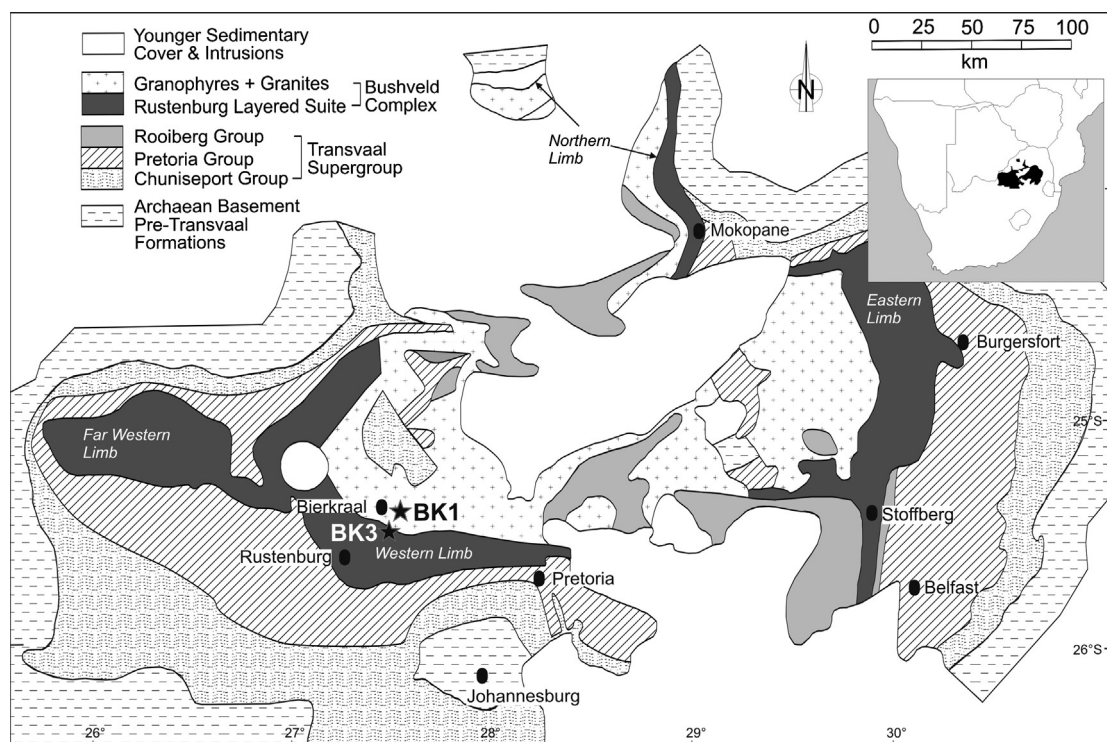 Younger Sedimentary
Cover & Intrusions
Granophyres + Granites
Rustenburg Layered Suite
Bushveld
Complex
Rooiberg Group
Pretoria Group
Chuniseport Group
Transvaal
Supergroup
Archaean Basement
Pre-Transvaal
Formations
0 25 50 75 100
km
N
Northern
Limb
Mokopane
Eastern
Limb
Burgersfort
25°S
Far Western
Limb
Bierkraal
BK1
BK3
Western Limb
Rustenburg
Pretoria
Stoffberg
Belfast
26°S
Johannesburg
26° 27° 28° 29° 30°